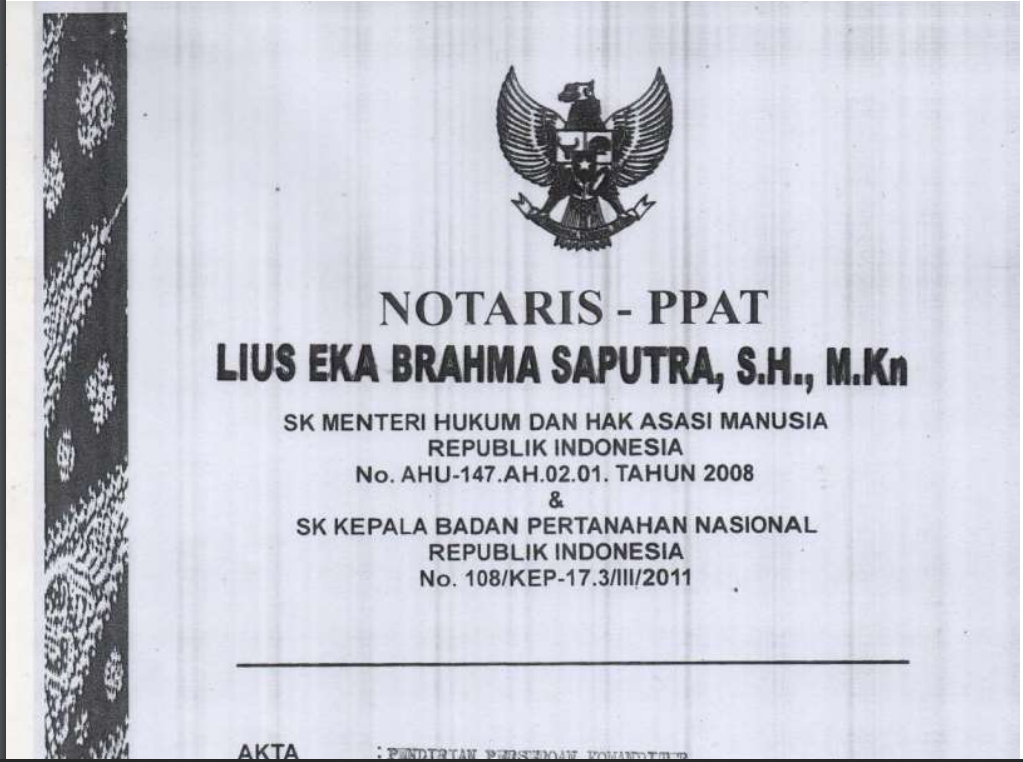 NOTARIS - PPAT
LIUS EKA BRAHMA SAPUTRA, S.H., M.Kn
SK MENTERI HUKUM DAN HAK ASASI MANUSIA
REPUBLIK INDONESIA
No. AHU-147.AH.02.01. TAHUN 2008
&
SK KEPALA BADAN PERTANAHAN NASIONAL
REPUBLIK INDONESIA
No. 108/KEP-17.3/III/2011
AKTA : PENDIRIAN PERSEROAN KOMANDITER